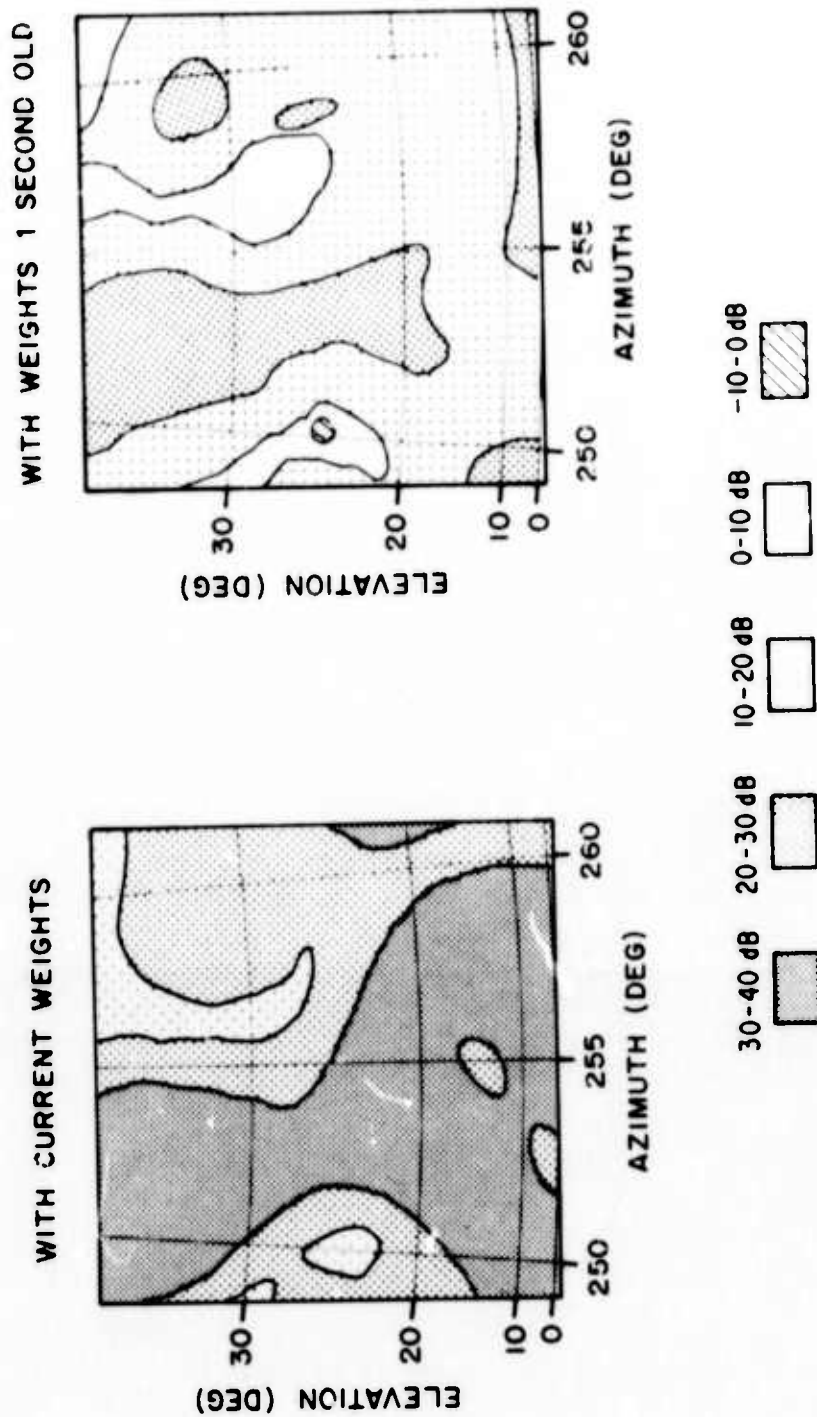 WITH CURRENT WEIGHTS
ELEVATION (DEG)
30
20
10
0
250
255
260
AZIMUTH (DEG)
WITH WEIGHTS 1 SECOND OLD
ELEVATION (DEG)
30
20
10
0
250
255
260
AZIMUTH (DEG)
30-40 dB
20-30 dB
10-20 dB
0-10 dB
-10-0 dB